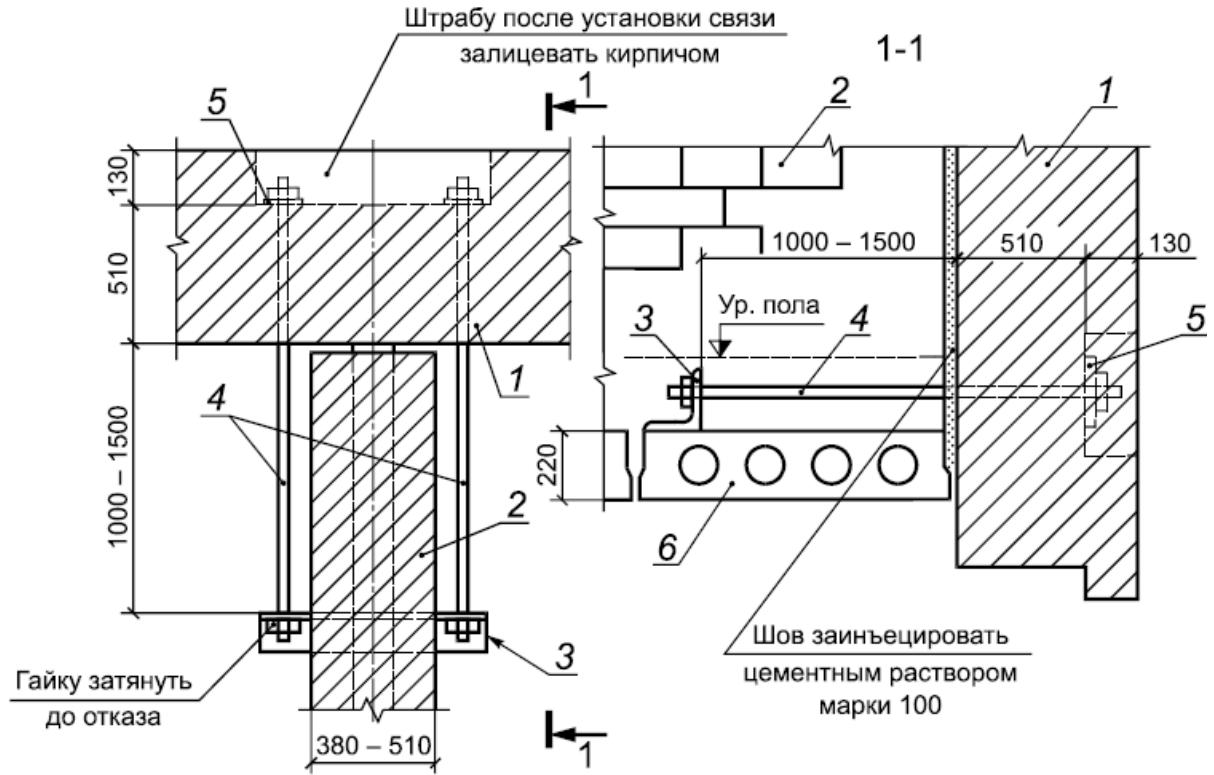 Штрабу после установки связи
залицевать кирпичом
1-1
1
5
2
1
130
510
1000 – 1500
510
130
Ур. пола
3
4
5
1
4
1000 – 1500
2
220
6
3
Гайку затянуть
до отказа
380 – 510
1
Шов заинъецировать
цементным раствором
марки 100